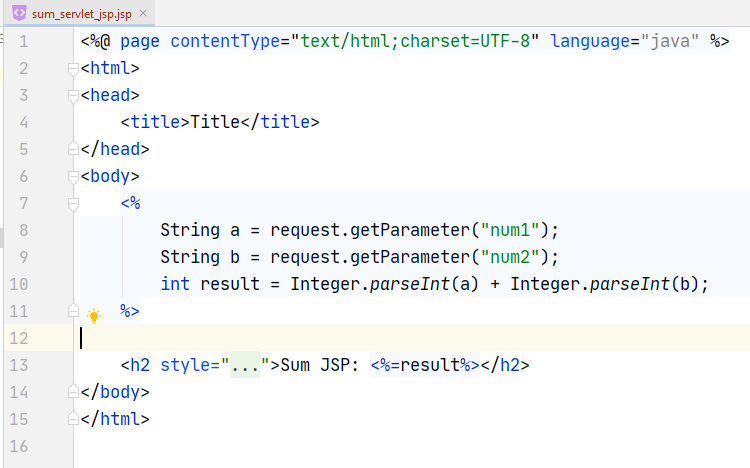 sum_servlet_jsp.jsp
1 <%@ page contentType="text/html;charset=UTF-8" language="java" %>
2 <html>
3 <head>
4     <title>Title</title>
5 </head>
6 <body>
7     <%
8         String a = request.getParameter("num1");
9         String b = request.getParameter("num2");
10         int result = Integer.parseInt(a) + Integer.parseInt(b);
11     %>
12
13     <h2 style="...">Sum JSP: <%=result%></h2>
14 </body>
15 </html>
16